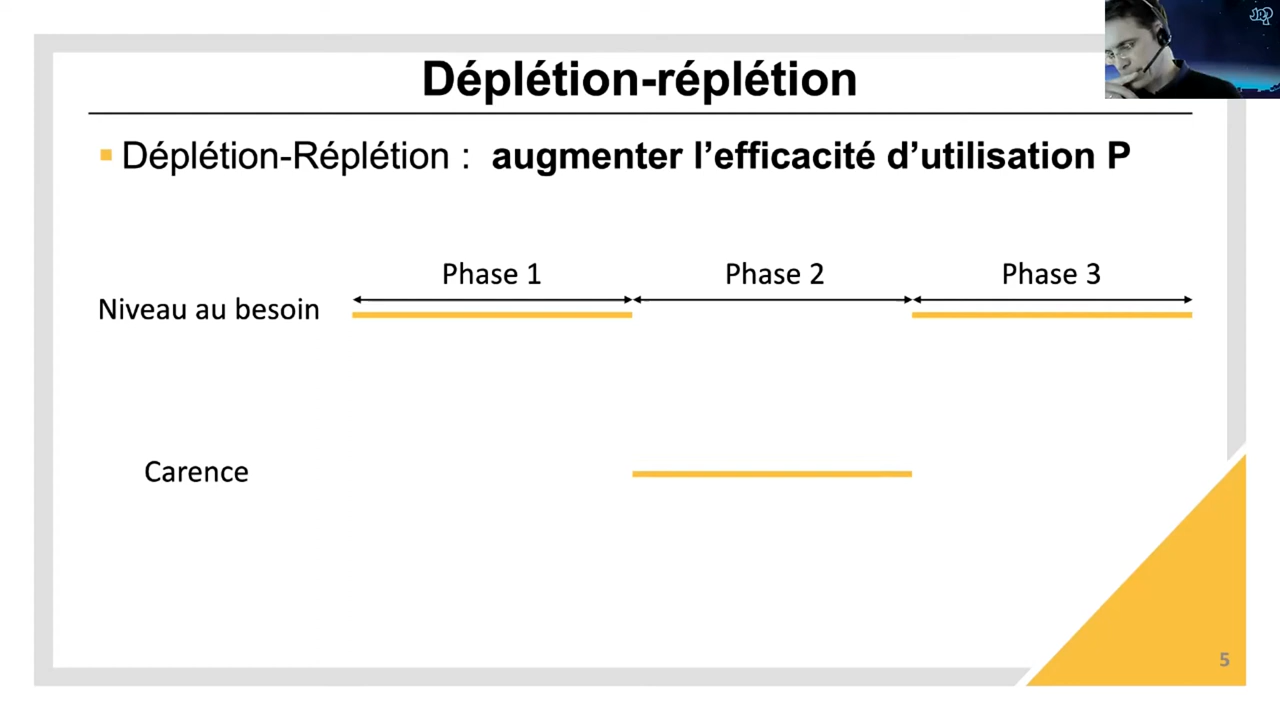 Déplétion-réplétion
Déplétion-Réplétion : augmenter l’efficacité d’utilisation P
Phase 1 Phase 2 Phase 3
Niveau au besoin
Carence
5